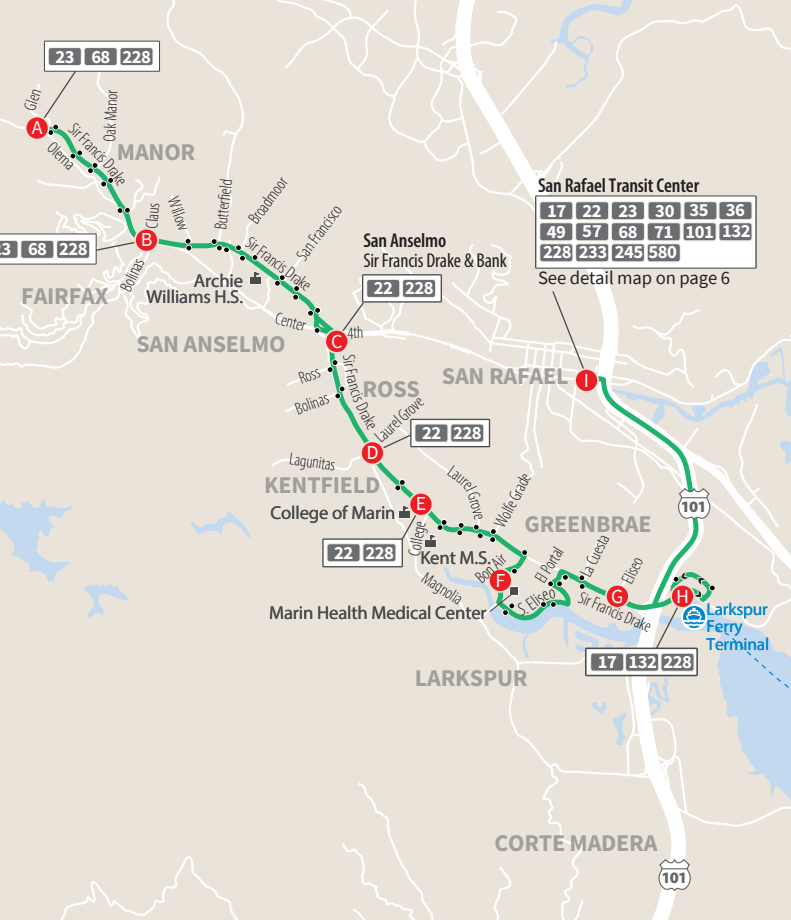 23 68 228
Glen
A
Sir Francis Drake
Oak Manor
Olema
MANOR
Claus
Willow
Butterfield
Broadmoor
San Francisco
San Rafael Transit Center
17 22 23 30 35 36
49 57 68 71 101 132
228 233 245 580
See detail map on page 6
23 68 228
B
Bolinas
Sir Francis Drake
San Anselmo
Sir Francis Drake & Bank
22 228
Archie
Williams H.S.
FAIRFAX
Center
4th
C
SAN ANSELMO
Ross
Sir Francis Drake
ROSS
SAN RAFAEL
I
Bolinas
Laurel Grove
22 228
D
Lagunitas
KENTFIELD
Laurel Grove
Wolfe Grade
E
101
College of Marin
GREENBRAE
22 228
College
Kent M.S.
Bon Air
El Portal
La Cuesta
Eliseo
F
Magnolia
S. Eliseo
G
H
Sir Francis Drake
Marin Health Medical Center
Larkspur
Ferry
Terminal
17 132 228
LARKSPUR
CORTE MADERA
101